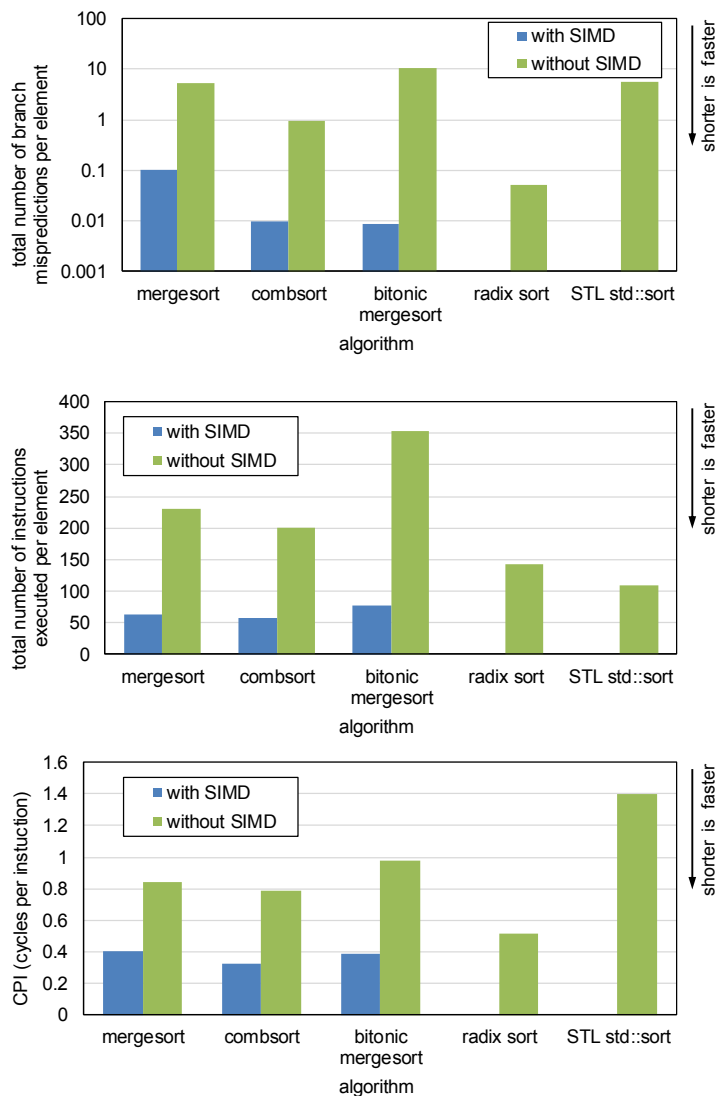 total number of branch
mispredictions per element
100
10
1
0.1
0.01
0.001
with SIMD
without SIMD
shorter is faster
mergesort
combsort
bitonic
mergesort
radix sort
STL std::sort
algorithm
total number of instructions
executed per element
400
350
300
250
200
150
100
50
0
with SIMD
without SIMD
shorter is faster
mergesort
combsort
bitonic
mergesort
radix sort
STL std::sort
algorithm
CPI (cycles per instuction)
1.6
1.4
1.2
1
0.8
0.6
0.4
0.2
0
with SIMD
without SIMD
shorter is faster
mergesort
combsort
bitonic
mergesort
radix sort
STL std::sort
algorithm